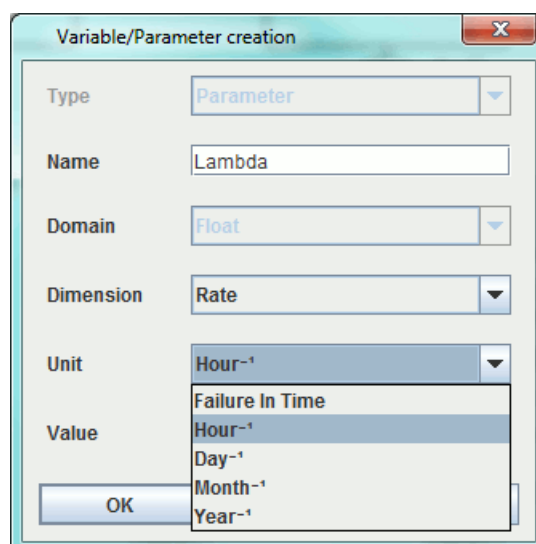 Variable/Parameter creation
Type Parameter
Name Lambda
Domain Float
Dimension Rate
Unit Hour⁻¹
Failure In Time
Value Hour⁻¹
Day⁻¹
Month⁻¹
OK Year⁻¹